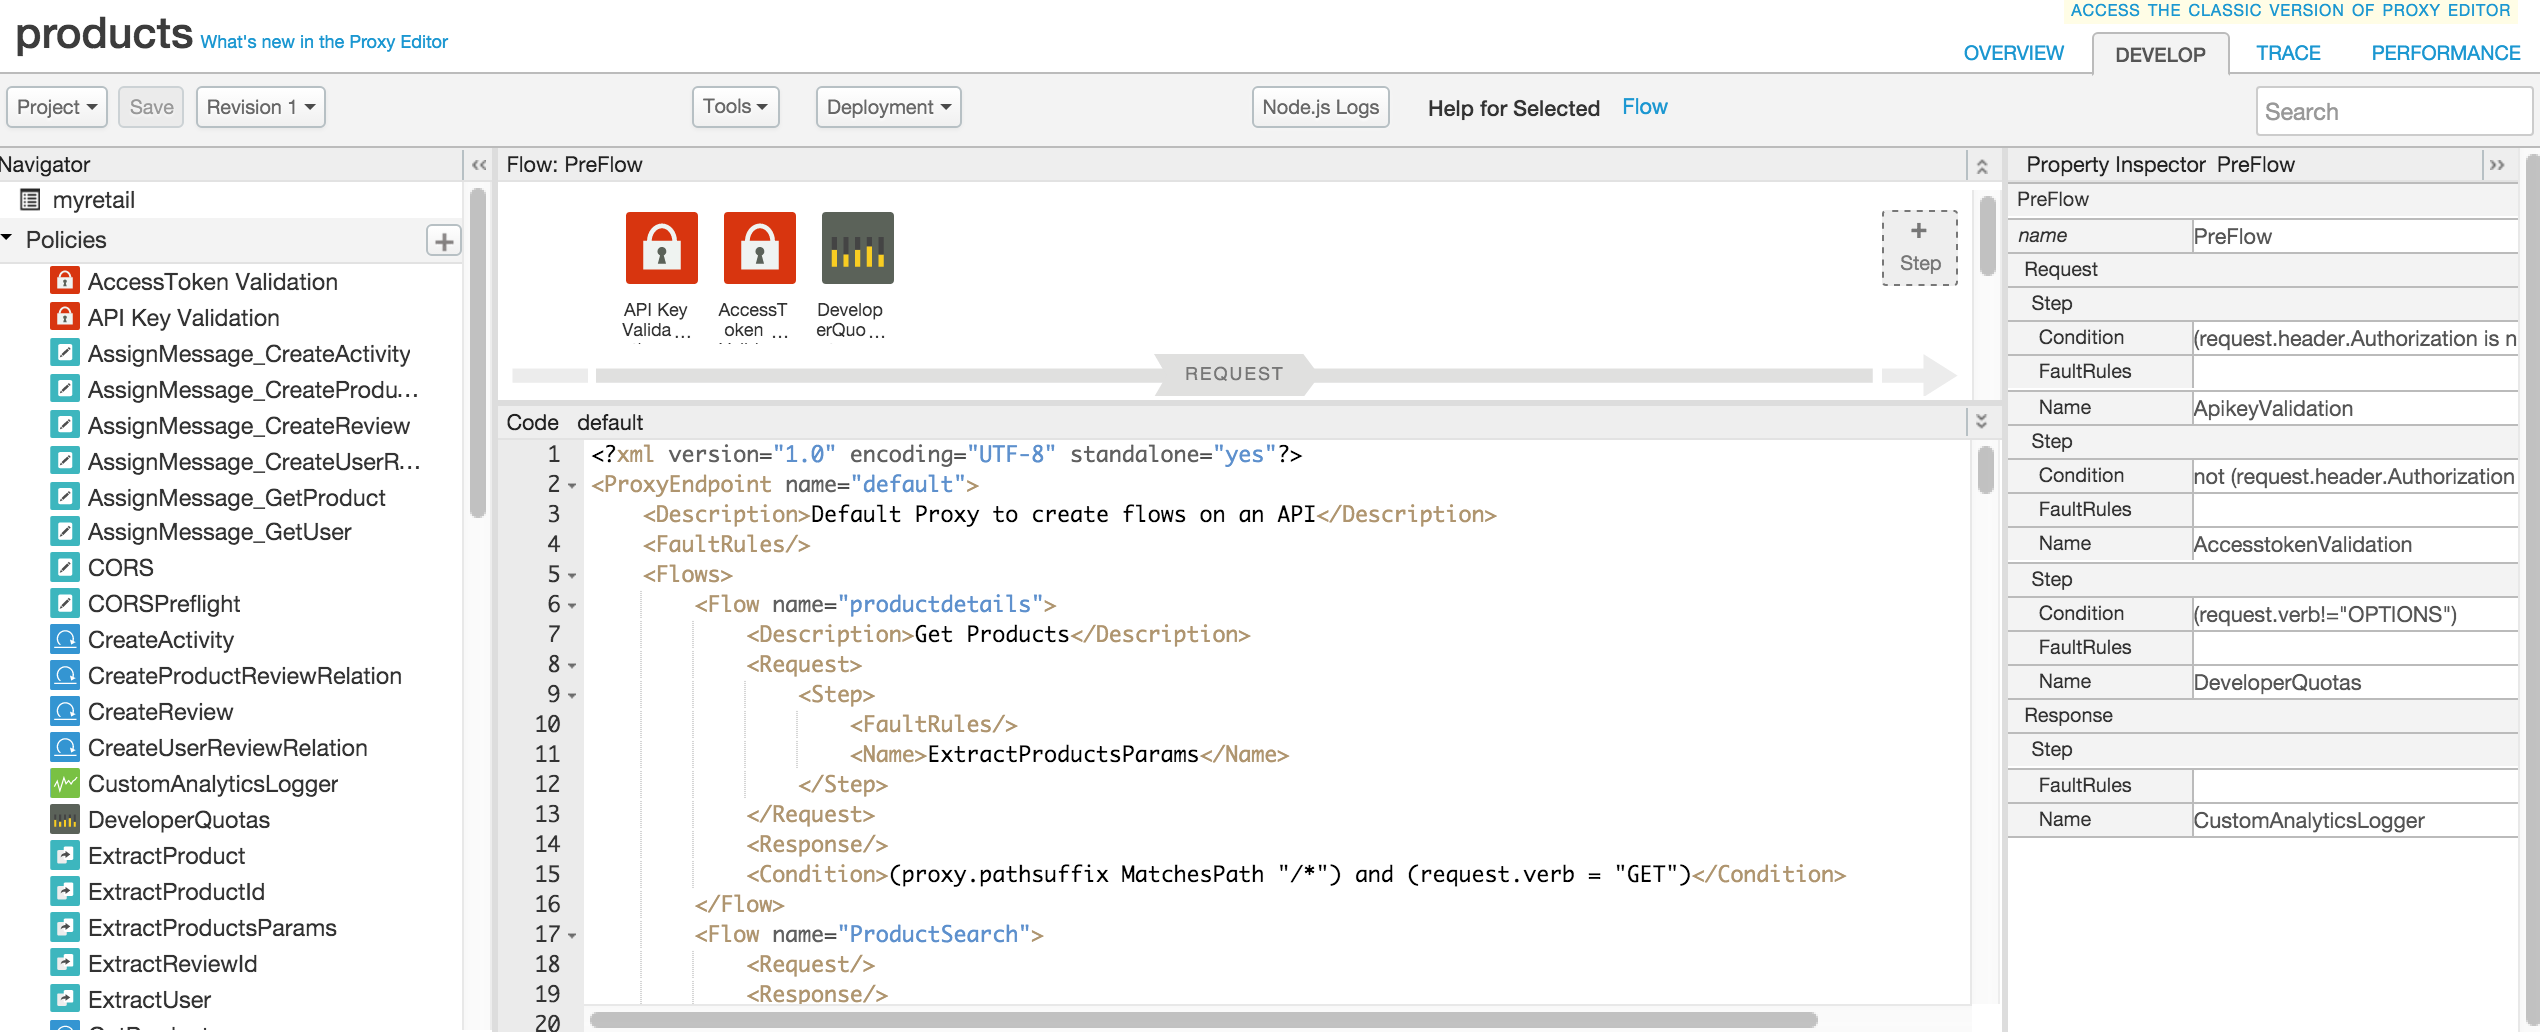 ACCESS THE CLASSIC VERSION OF PROXY EDITOR
products What's new in the Proxy Editor
OVERVIEW DEVELOP TRACE PERFORMANCE
Project Save Revision 1 Tools Deployment Node.js Logs Help for Selected Flow Search
Navigator
myretail
Policies
AccessToken Validation
API Key Validation
AssignMessage_CreateActivity
AssignMessage_CreateProdu...
AssignMessage_CreateReview
AssignMessage_CreateUserR...
AssignMessage_GetProduct
AssignMessage_GetUser
CORS
CORSPreflight
CreateActivity
CreateProductReviewRelation
CreateReview
CreateUserReviewRelation
CustomAnalyticsLogger
DeveloperQuotas
ExtractProduct
ExtractProductId
ExtractProductsParams
ExtractReviewId
ExtractUser
Flow: PreFlow
API Key
Valida ...
AccessT
oken ...
Develop
erQuo ...
+
Step
REQUEST
Code default
1 <?xml version="1.0" encoding="UTF-8" standalone="yes"?>
2 <ProxyEndpoint name="default">
3 <Description>Default Proxy to create flows on an API</Description>
4 <FaultRules/>
5 <Flows>
6 <Flow name="productdetails">
7 <Description>Get Products</Description>
8 <Request>
9 <Step>
10 <FaultRules/>
11 <Name>ExtractProductsParams</Name>
12 </Step>
13 </Request>
14 <Response/>
15 <Condition>(proxy.pathsuffix MatchesPath "/*") and (request.verb = "GET")</Condition>
16 </Flow>
17 <Flow name="ProductSearch">
18 <Request/>
19 <Response/>
20
Property Inspector PreFlow
PreFlow
name PreFlow
Request
Step
Condition (request.header.Authorization is n
FaultRules
Name ApikeyValidation
Step
Condition not (request.header.Authorization
FaultRules
Name AccesstokenValidation
Step
Condition (request.verb!="OPTIONS")
FaultRules
Name DeveloperQuotas
Response
Step
FaultRules
Name CustomAnalyticsLogger